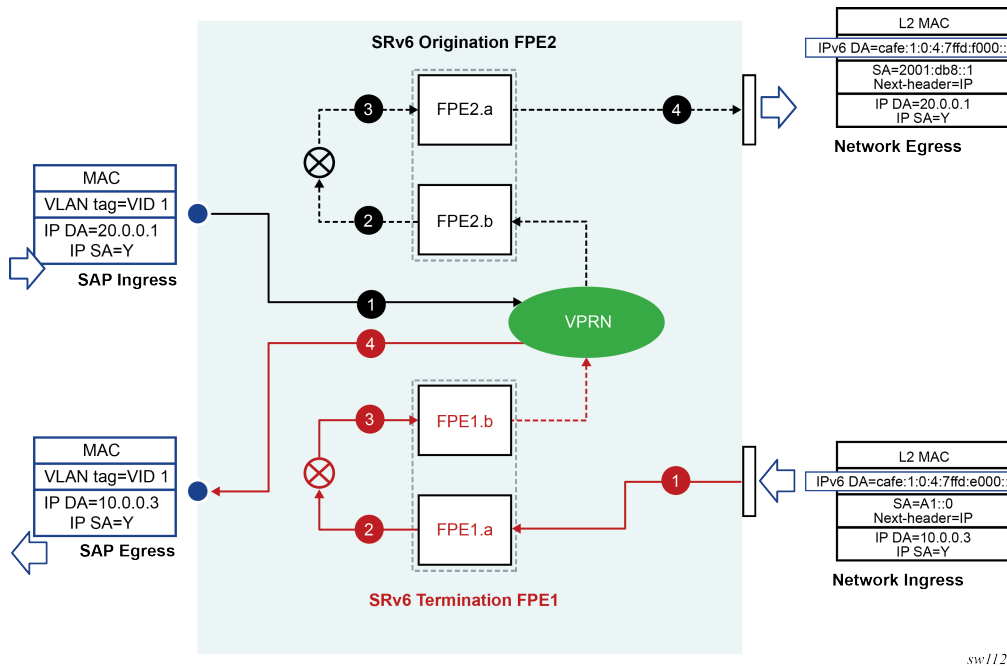 SRv6 Origination FPE2
L2 MAC
IPv6 DA=cafe:1:0:4:7ffd:f000::
SA=2001:db8::1
Next-header=IP
IP DA=20.0.0.1
IP SA=Y
Network Egress
3
FPE2.a
4
MAC
VLAN tag=VID 1
IP DA=20.0.0.1
IP SA=Y
SAP Ingress
2
FPE2.b
1
VPRN
4
3
FPE1.b
MAC
VLAN tag=VID 1
IP DA=10.0.0.3
IP SA=Y
SAP Egress
1
2
FPE1.a
L2 MAC
IPv6 DA=cafe:1:0:4:7ffd:e000::
SA=A1::0
Next-header=IP
IP DA=10.0.0.3
IP SA=Y
Network Ingress
SRv6 Termination FPE1
sw112